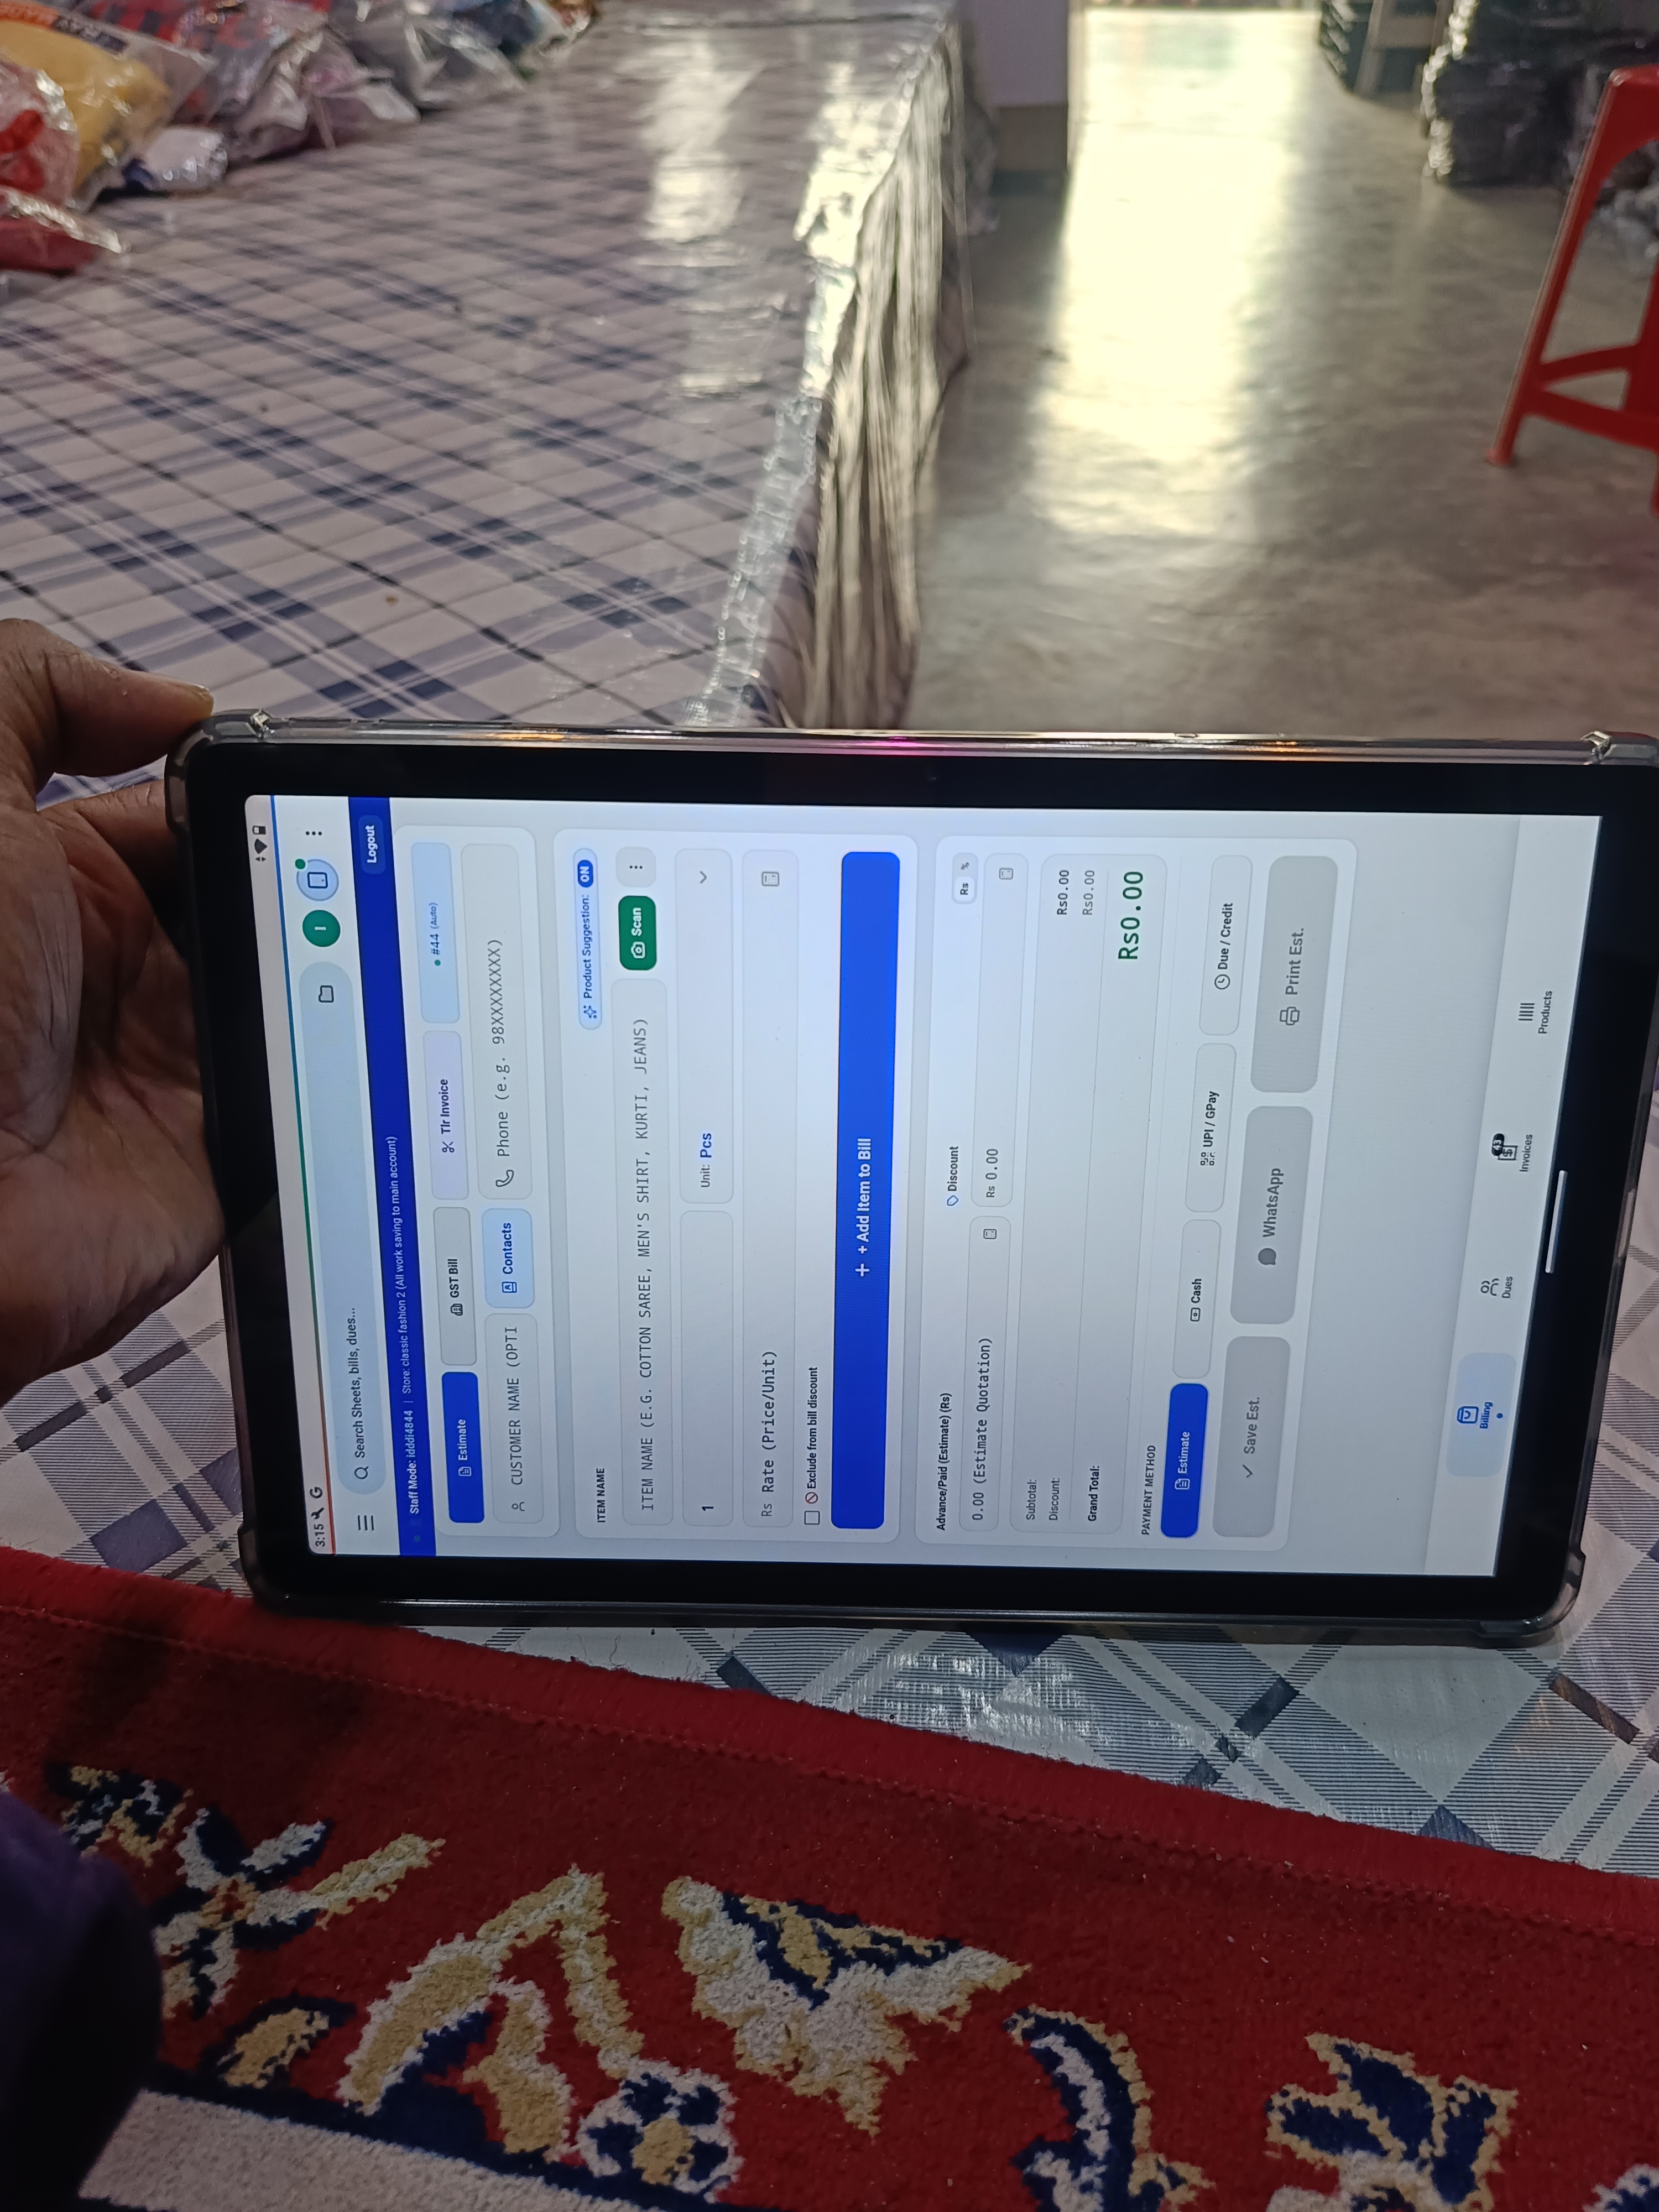 3:15 G
Search Sheets, bills, dues...
I
Staff Mode: idddi4844 | Store: classic fashion 2 (All work saving to main account)
Logout
Estimate
GST Bill
Tlr Invoice
#44 (Auto)
CUSTOMER NAME (OPTI
Contacts
Phone (e.g. 98XXXXXXXX)
ITEM NAME
Product Suggestion: ON
ITEM NAME (E.G. COTTON SAREE, MEN'S SHIRT, KURTI, JEANS)
Scan
1
Unit: Pcs
Rs Rate (Price/Unit)
Exclude from bill discount
+ + Add Item to Bill
Advance/Paid (Estimate) (Rs)
Discount
Rs %
0.00 (Estimate Quotation)
Rs 0.00
Subtotal:
Rs0.00
Discount:
Rs0.00
Grand Total:
Rs0.00
PAYMENT METHOD
Estimate
Cash
UPI / GPay
Due / Credit
Save Est.
WhatsApp
Print Est.
Billing
Dues
Invoices
Products